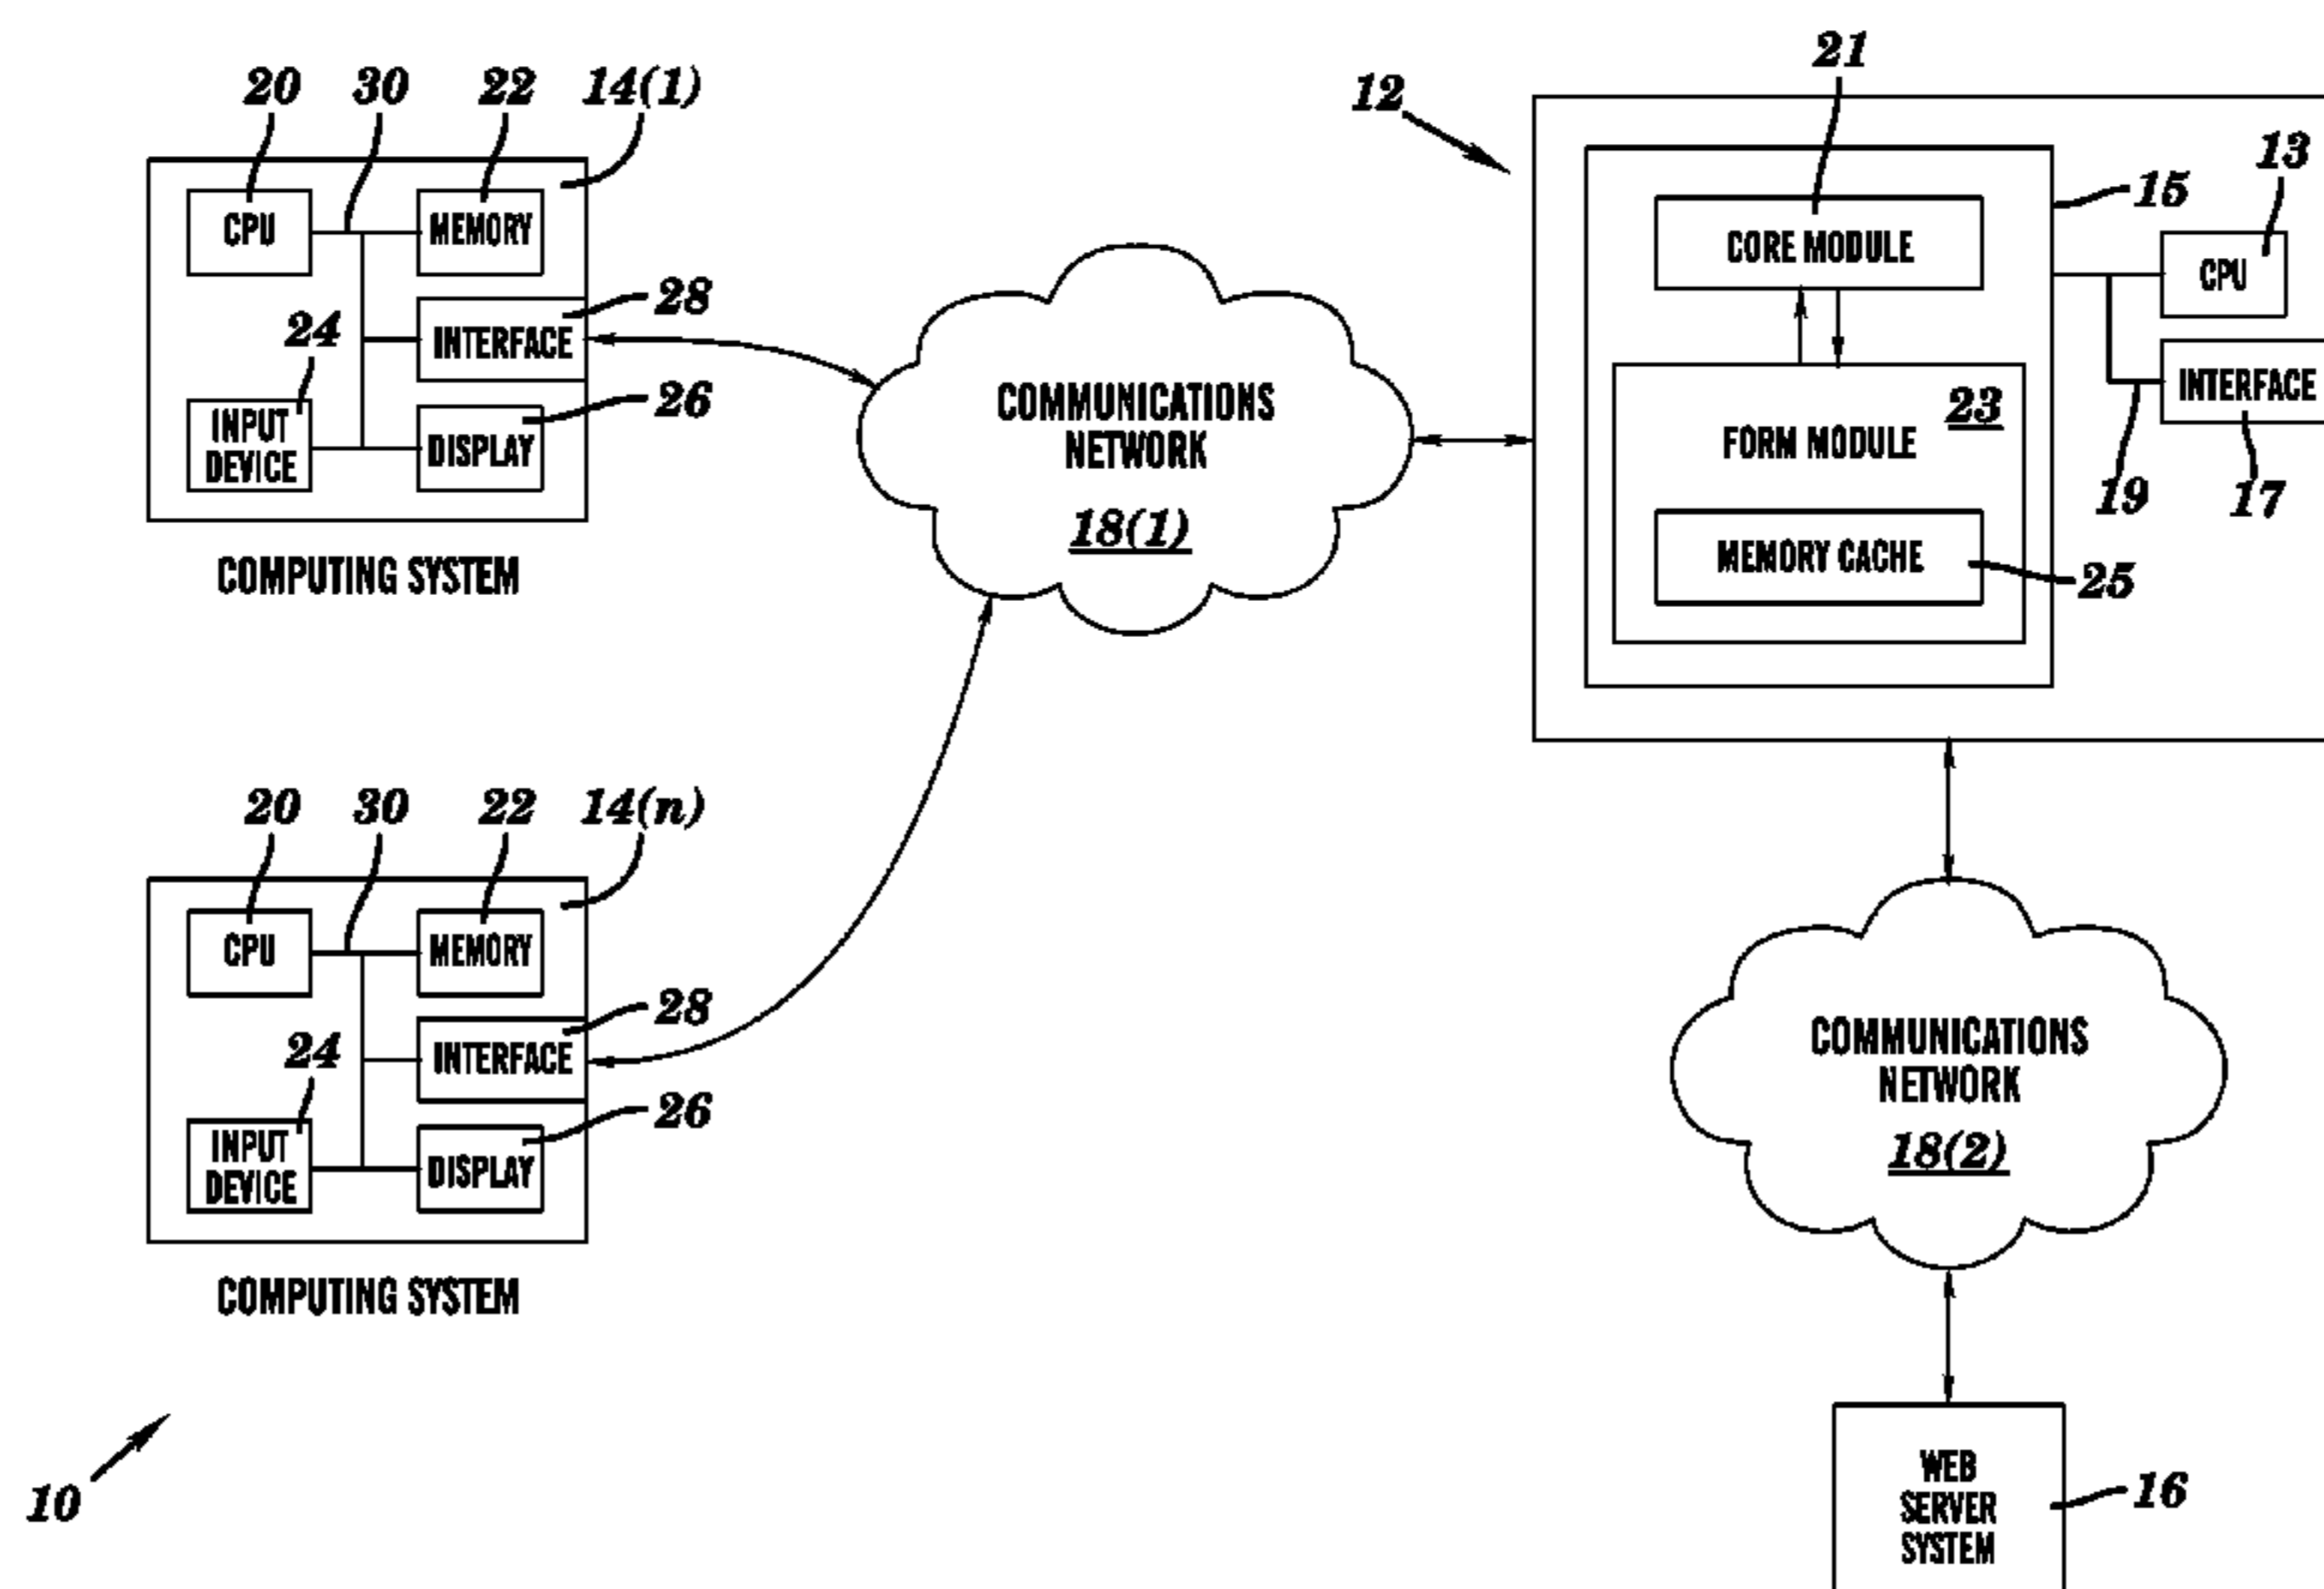 20 30 22 14(1)
CPU
MEMORY
28
24
INTERFACE
26
INPUT
DEVICE
DISPLAY
COMPUTING SYSTEM
COMMUNICATIONS
NETWORK
18(1)
12
21
13
15
CORE MODULE
CPU
23
INTERFACE
FORM MODULE
19
17
MEMORY CACHE
25
20 30 22 14(n)
CPU
MEMORY
28
24
INTERFACE
26
INPUT
DEVICE
DISPLAY
COMPUTING SYSTEM
COMMUNICATIONS
NETWORK
18(2)
10
WEB
SERVER
SYSTEM
16